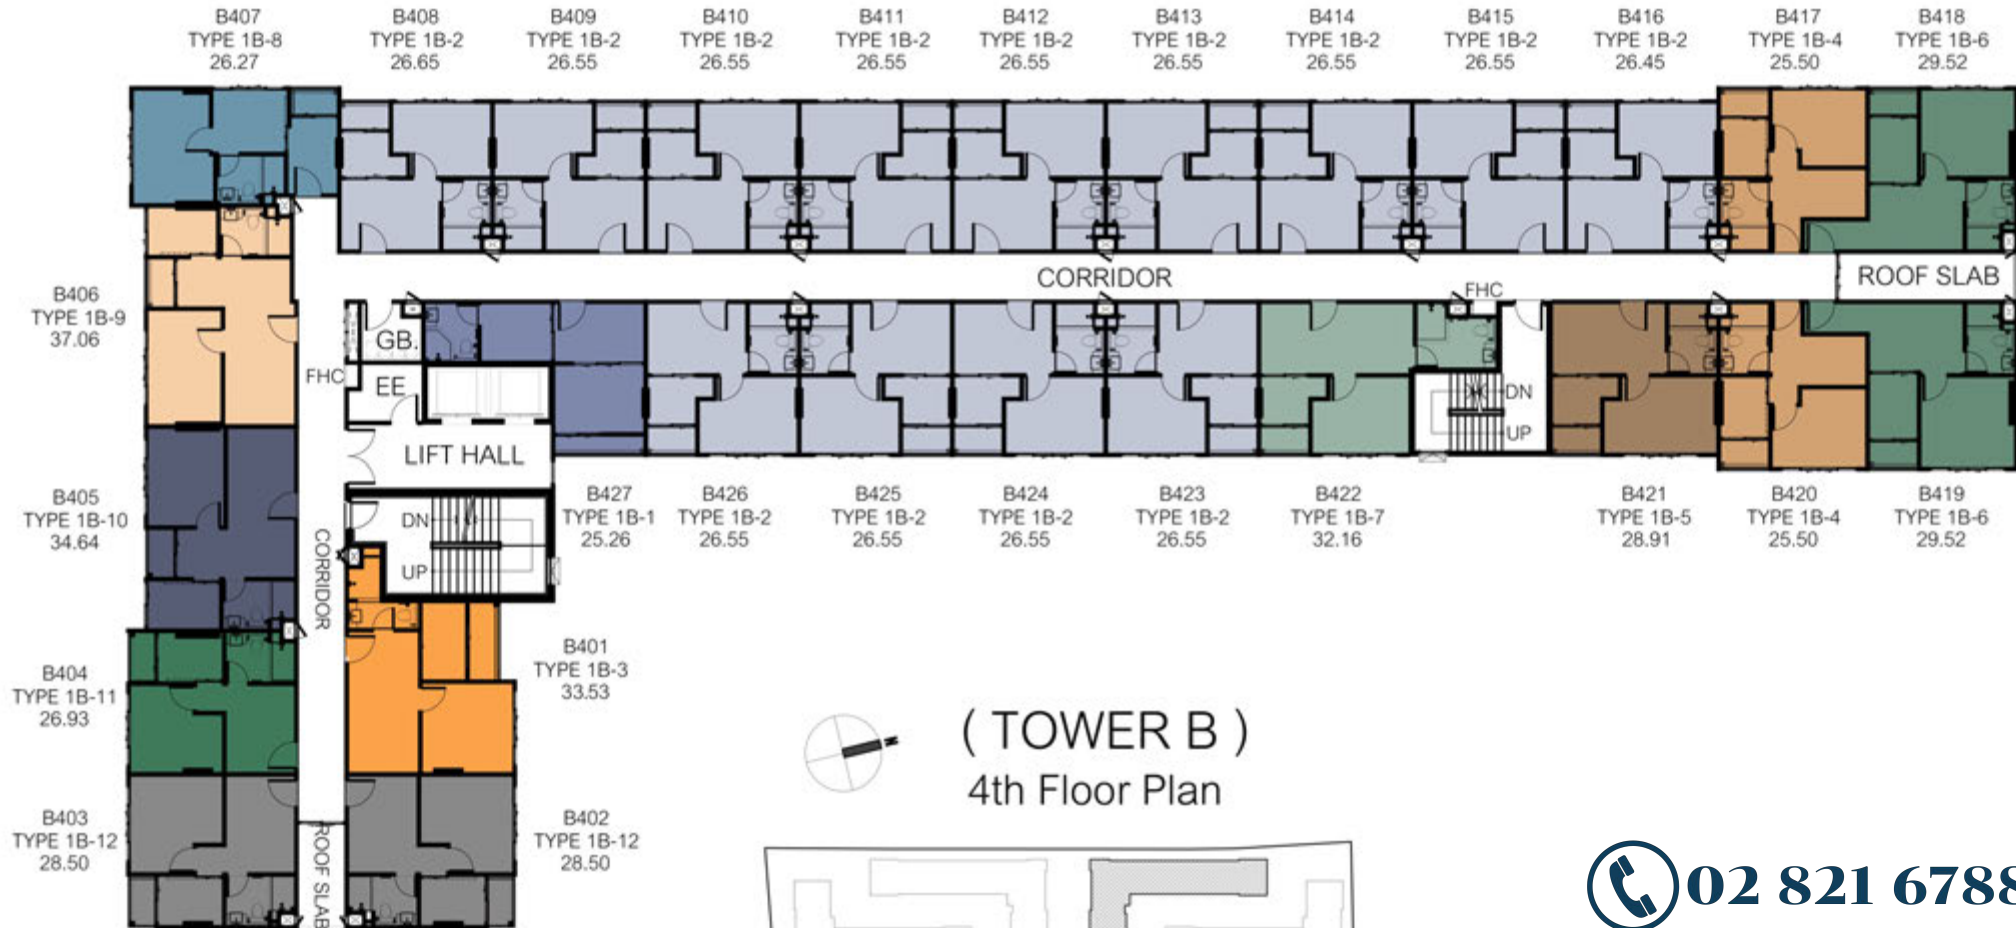 B407
TYPE 1B-8
26.27
B408
TYPE 1B-2
26.65
B409
TYPE 1B-2
26.55
B410
TYPE 1B-2
26.55
B411
TYPE 1B-2
26.55
B412
TYPE 1B-2
26.55
B413
TYPE 1B-2
26.55
B414
TYPE 1B-2
26.55
B415
TYPE 1B-2
26.55
B416
TYPE 1B-2
26.45
B417
TYPE 1B-4
25.50
B418
TYPE 1B-6
29.52
CORRIDOR
ROOF SLAB
FHC
B406
TYPE 1B-9
37.06
GB.
FHC
EE
LIFT HALL
DN
UP
B405
TYPE 1B-10
34.64
CORRIDOR
DN
UP
B427
TYPE 1B-1
25.26
B426
TYPE 1B-2
26.55
B425
TYPE 1B-2
26.55
B424
TYPE 1B-2
26.55
B423
TYPE 1B-2
26.55
B422
TYPE 1B-7
32.16
B421
TYPE 1B-5
28.91
B420
TYPE 1B-4
25.50
B419
TYPE 1B-6
29.52
B404
TYPE 1B-11
26.93
B401
TYPE 1B-3
33.53
N
( TOWER B )
4th Floor Plan
B403
TYPE 1B-12
28.50
ROOF SLAB
B402
TYPE 1B-12
28.50
02 821 6788